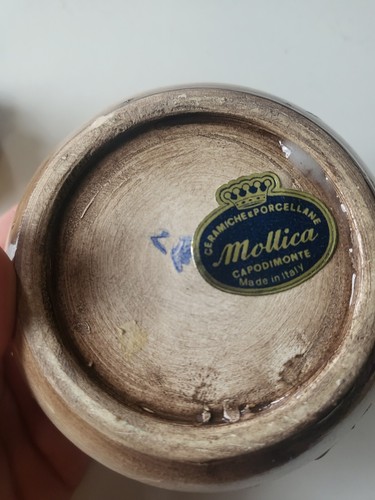 CERAMICHE E PORCELLANE
Mollica
CAPODIMONTE
Made in Italy